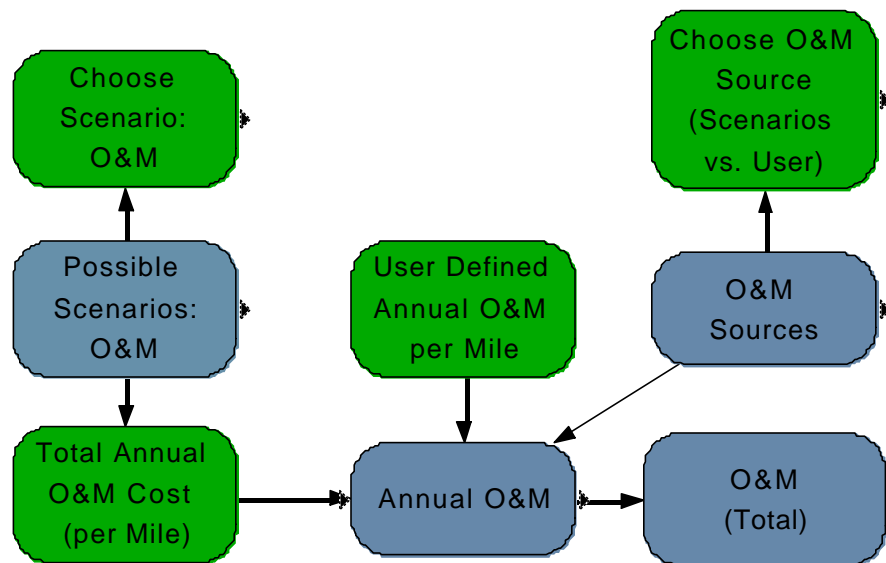 Choose
Scenario:
O&M
Choose O&M
Source
(Scenarios
vs. User)
Possible
Scenarios:
O&M
User Defined
Annual O&M
per Mile
O&M
Sources
Total Annual
O&M Cost
(per Mile)
Annual O&M
O&M
(Total)